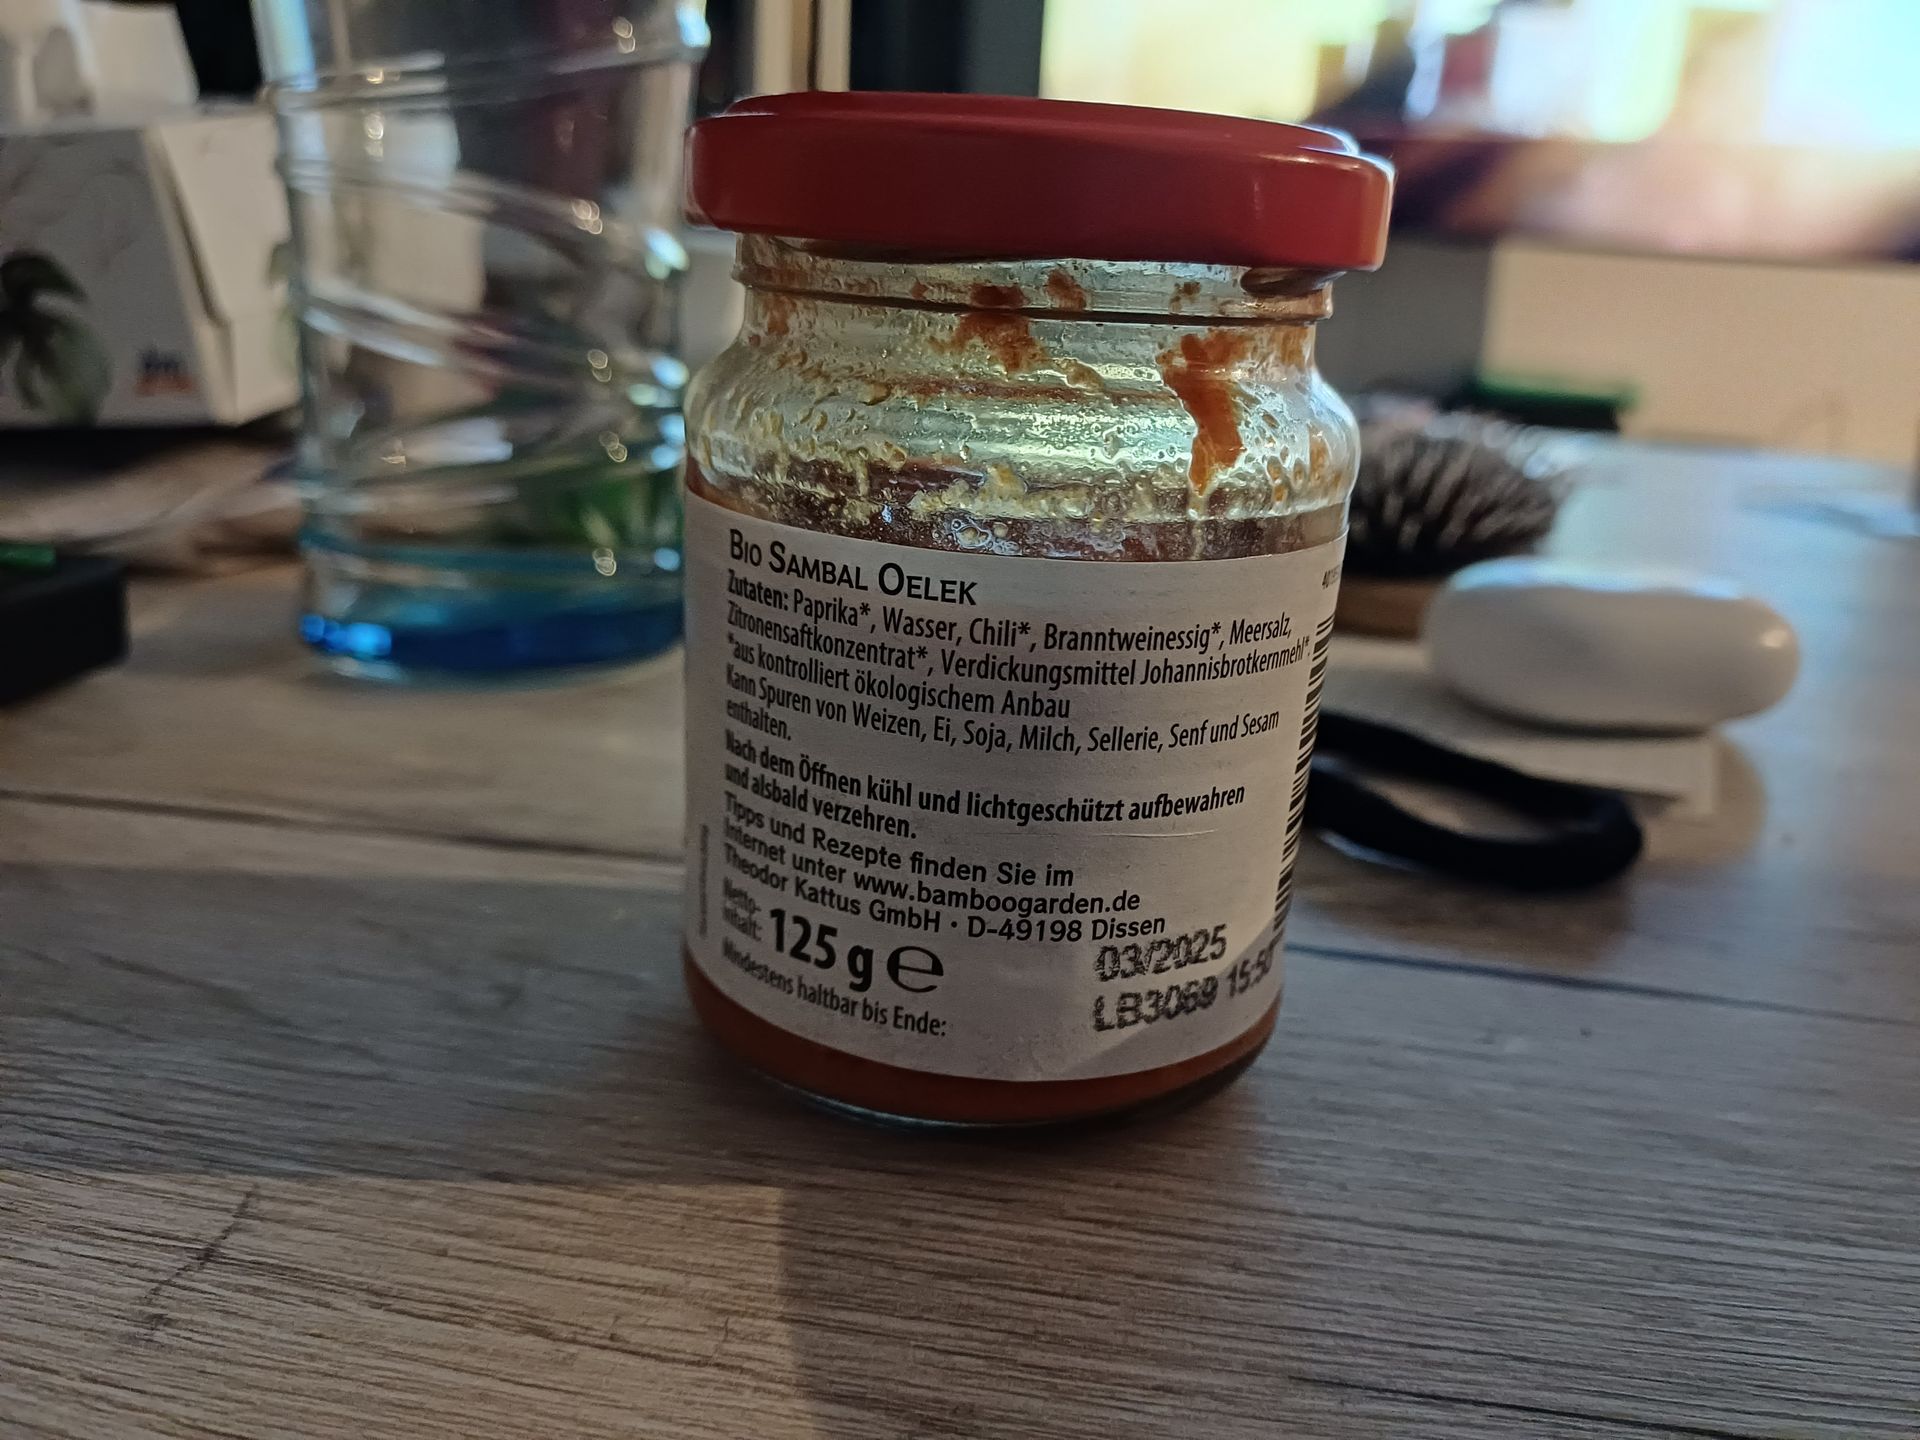 BIO SAMBAL OELEK
Zutaten: Paprika*, Wasser, Chili*, Branntweinessig*, Meersalz,
Zitronensaftkonzentrat*, Verdickungsmittel Johannisbrotkernmehl*.
*aus kontrolliert ökologischem Anbau
Kann Spuren von Weizen, Ei, Soja, Milch, Sellerie, Senf und Sesam
enthalten.
Nach dem Öffnen kühl und lichtgeschützt aufbewahren
und alsbald verzehren.
Tipps und Rezepte finden Sie im
Internet unter www.bamboogarden.de
Theodor Kattus GmbH · D-49198 Dissen
Netto-
inhalt: 125 g ℮
03/2025
LB3069 15:50
Mindestens haltbar bis Ende:
dm